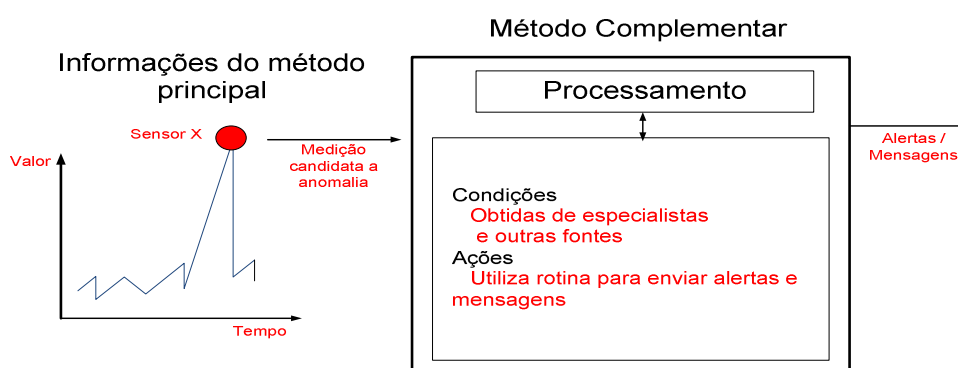 Método Complementar
Informações do método
principal
Processamento
Sensor X
Valor
Medição
candidata a
anomalia
Alertas /
Mensagens
Condições
Obtidas de especialistas
e outras fontes
Ações
Utiliza rotina para enviar alertas e
mensagens
Tempo